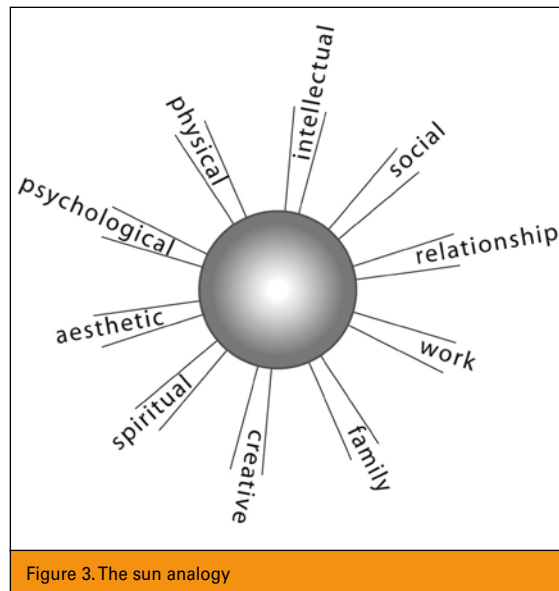 intellectual
social
relationship
work
family
creative
spiritual
aesthetic
psychological
physical
Figure 3. The sun analogy